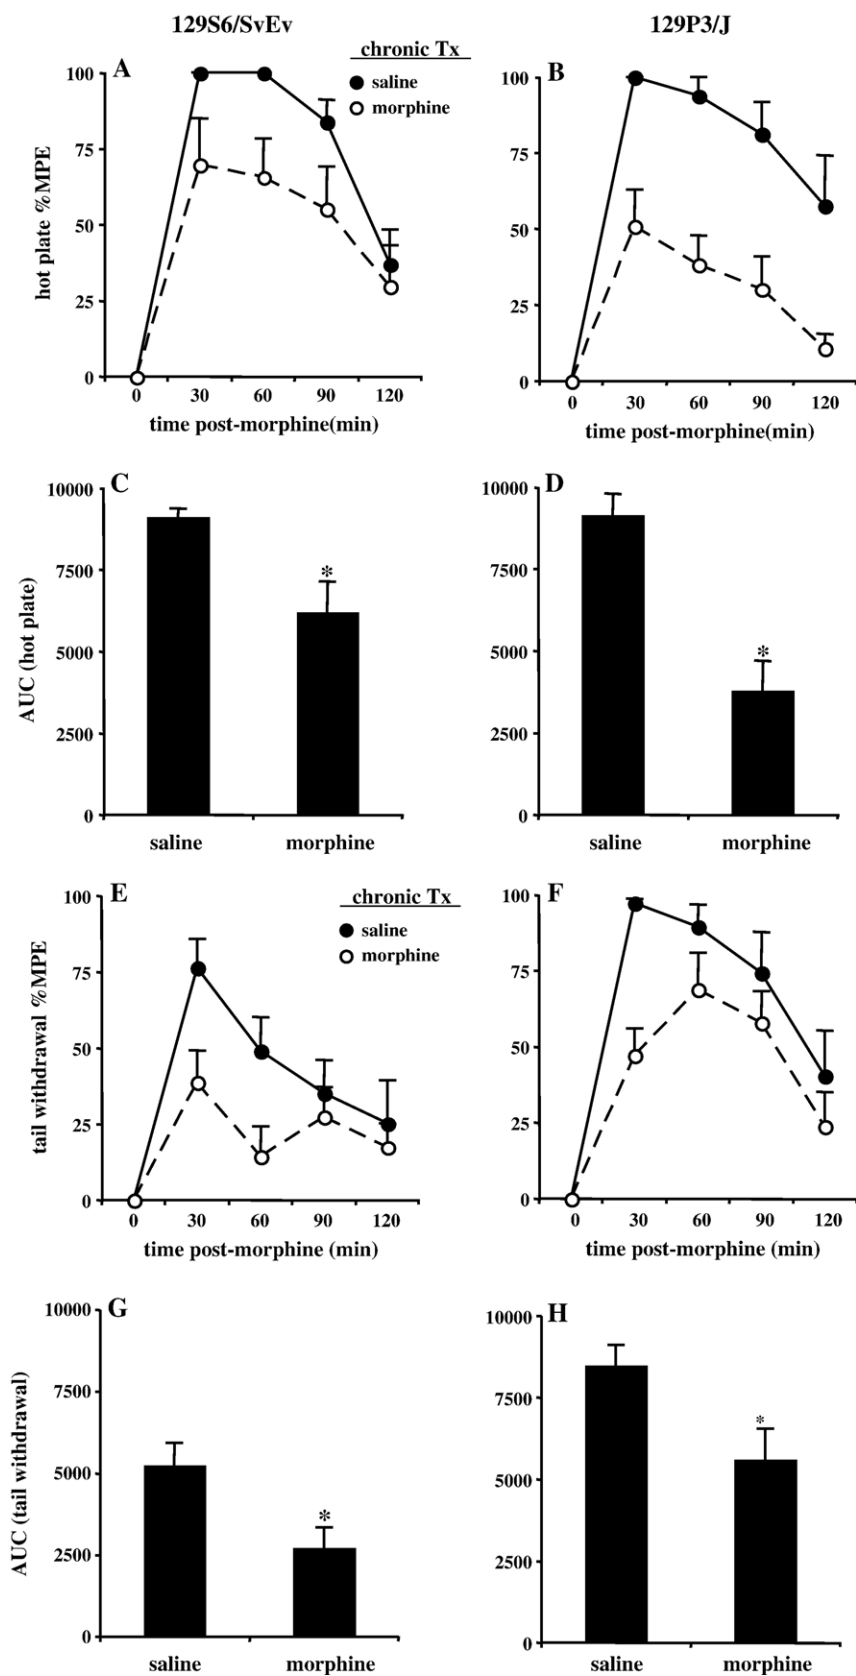 129S6/SvEv
129P3/J
chronic Tx
saline
morphine
A
100
75
50
25
0
hot plate %MPE
0 30 60 90 120
time post-morphine(min)
B
100
75
50
25
0
0 30 60 90 120
time post-morphine(min)
C
10000
7500
5000
2500
0
AUC (hot plate)
*
saline morphine
D
10000
7500
5000
2500
0
*
saline morphine
E
chronic Tx
saline
morphine
100
75
50
25
0
tail withdrawal %MPE
0 30 60 90 120
time post-morphine (min)
F
100
75
50
25
0
0 30 60 90 120
time post-morphine (min)
G
10000
7500
5000
2500
0
AUC (tail withdrawal)
*
saline morphine
H
10000
7500
5000
2500
0
*
saline morphine